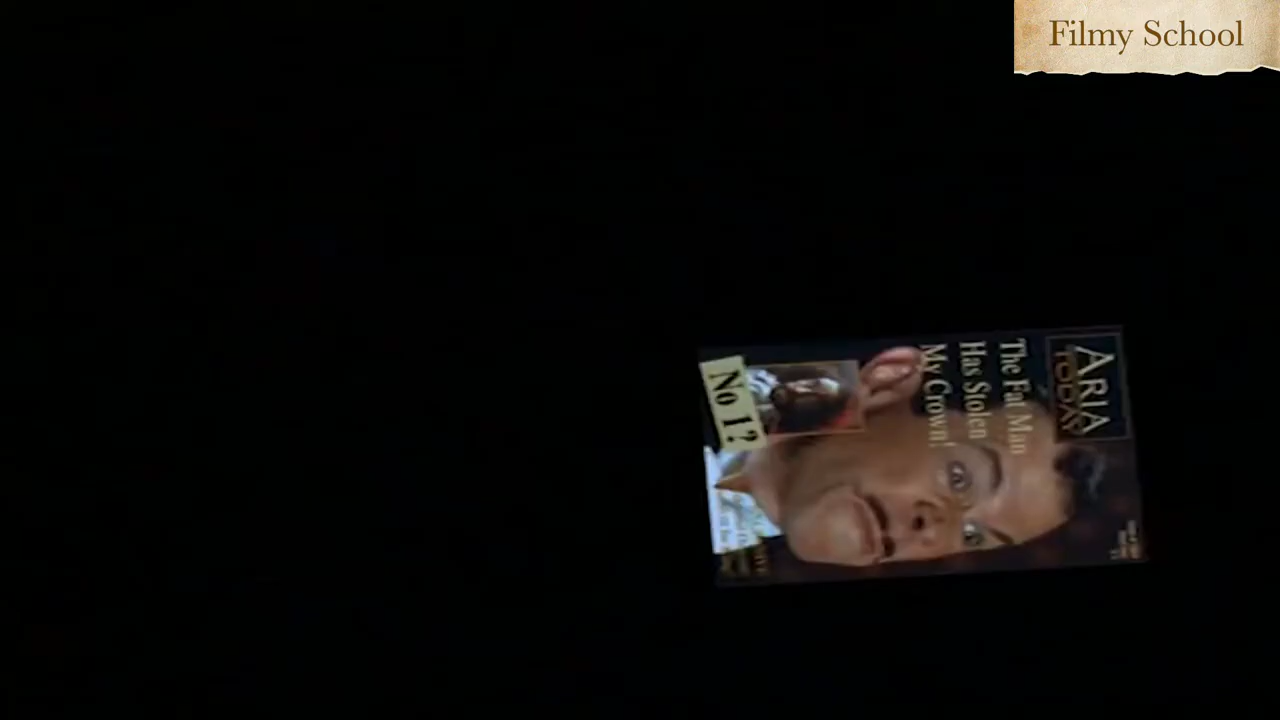 Filmy School
ARIA
TODAY
The Fat Man
Has Stolen
My Crown!
No 1?